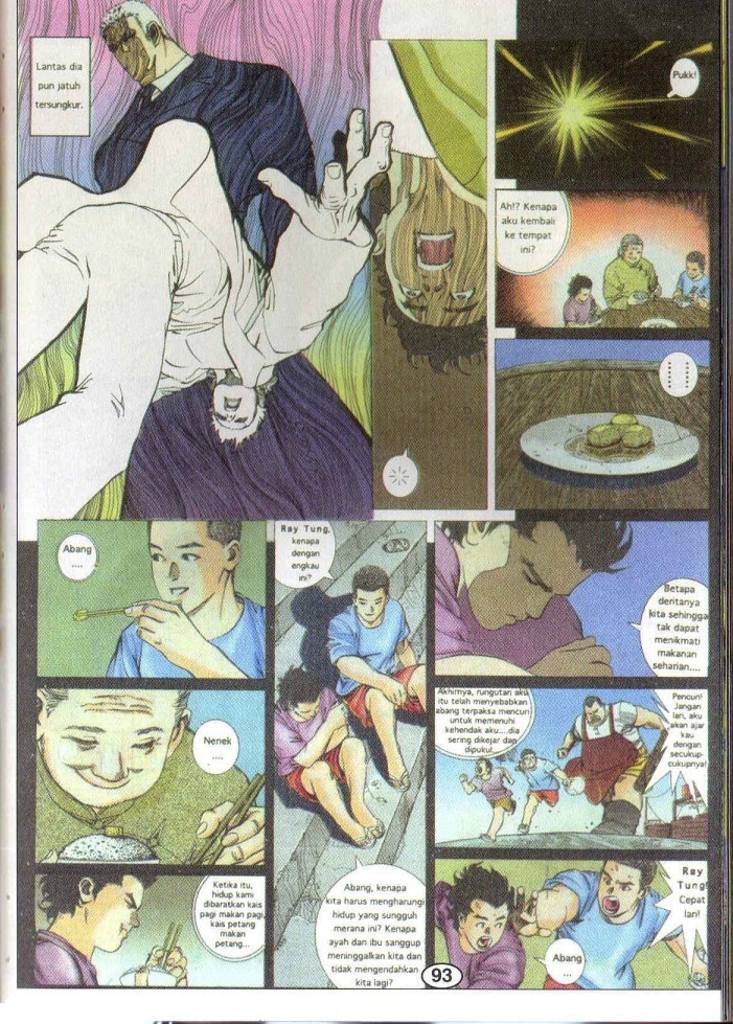 Lantas dia
pun jatuh
tersungkur.
Pukk!
Ah!? Kenapa
aku kembali
ke tempat
ini?
Abang
....
Nenek
....
Ketika itu,
hidup kami
dibaratkan kais
pagi makan pagi,
kais petang
makan
petang...
Ray Tung,
kenapa
dengan
engkau
ini?
Abang, kenapa
kita harus mengharungi
hidup yang sungguh
merana ini? Kenapa
ayah dan ibu sanggup
meninggalkan kita dan
tidak mengendahkan
kita lagi?
Betapa
deritanya
kita sehingga
tak dapat
menikmati
makanan
seharian....
Akhirnya, rungutan aku
itu telah menyebabkan
abang terpaksa mencuri
untuk memenuhi
kehendak aku...dia
sering dikejar dan
dipukul.
Pencuri!
Jangan
lari, aku
akan ajar
kau
dengan
secukup-
cukupnya!
Ray
Tung!
Cepat
lari!
Abang
...
93